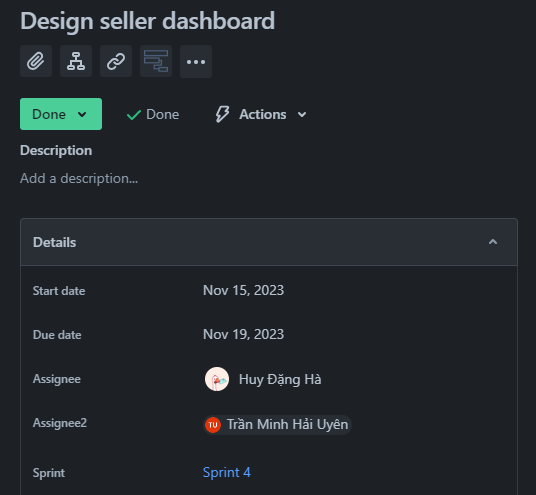 Design seller dashboard
Done
Done
Actions
Description
Add a description...
Details
Start date
Nov 15, 2023
Due date
Nov 19, 2023
Assignee
Huy Đặng Hà
Assignee2
TU Trần Minh Hải Uyên
Sprint
Sprint 4